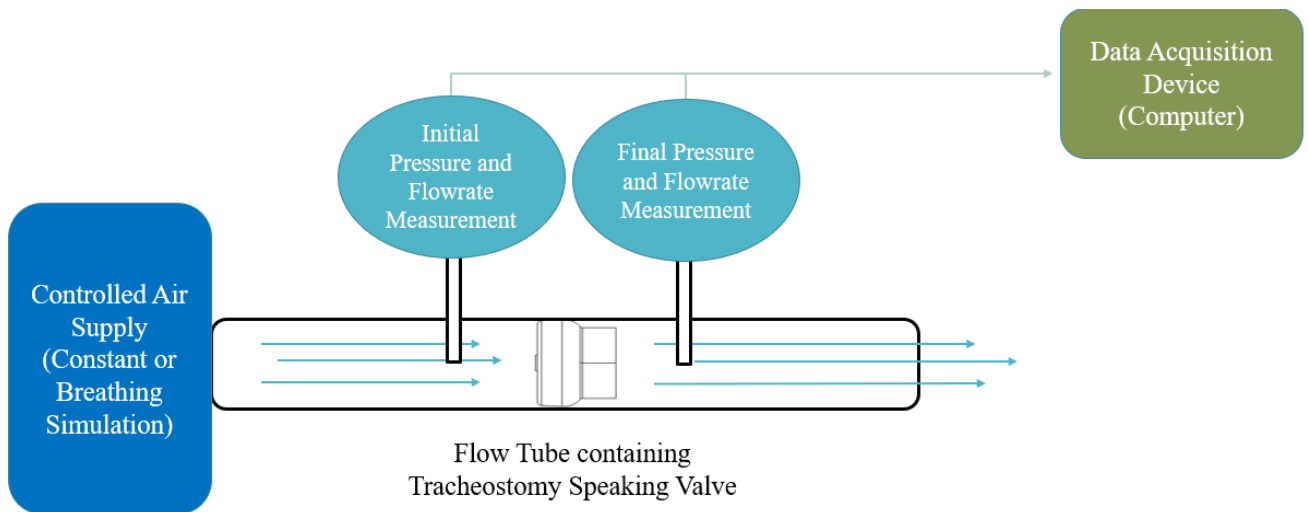 Data Acquisition
Device
(Computer)
Initial
Pressure and
Flowrate
Measurement
Final Pressure
and Flowrate
Measurement
Controlled Air
Supply
(Constant or
Breathing
Simulation)
Flow Tube containing
Tracheostomy Speaking Valve